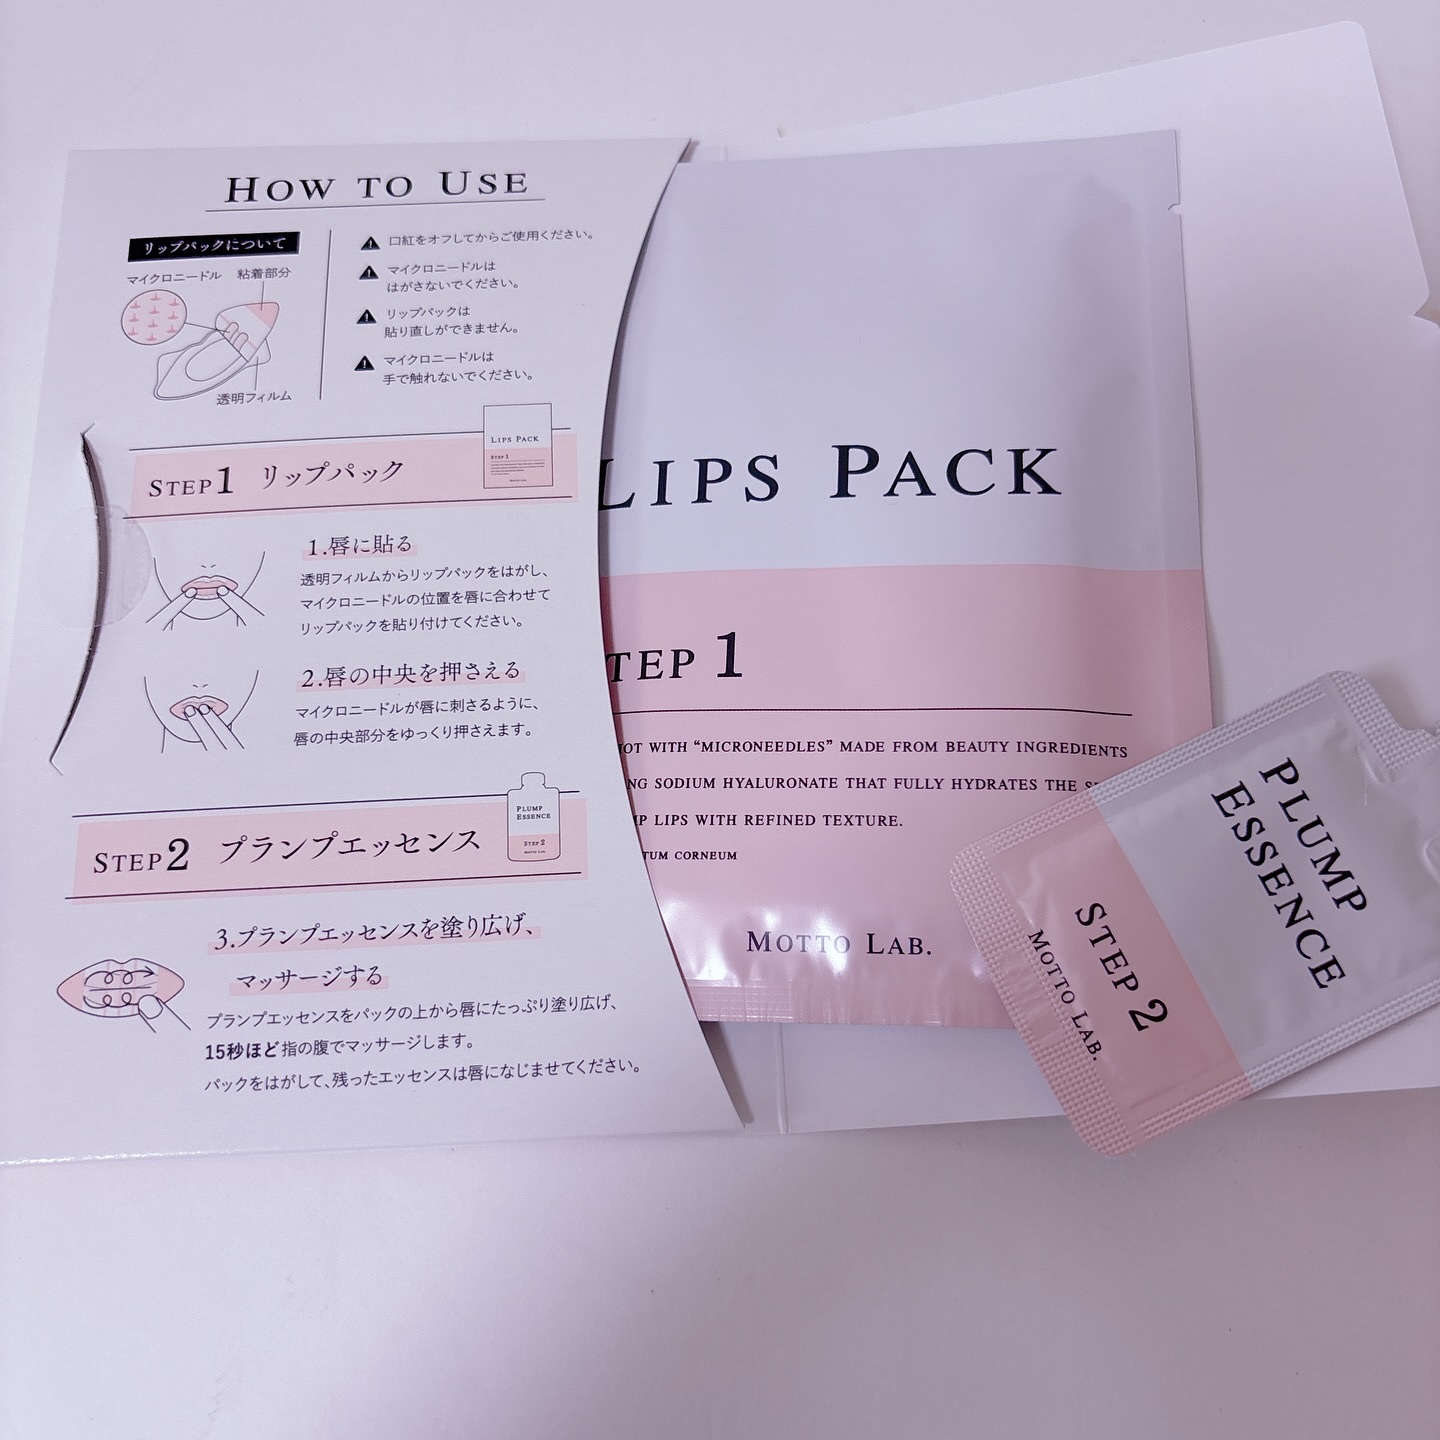 HOW TO USE
リップパックについて
マイクロニードル 粘着部分
透明フィルム
口紅をオフしてからご使用ください。
マイクロニードルは
はがさないでください。
リップパックは
貼り直しができません。
マイクロニードルは
手で触れないでください。
STEP1 リップパック
LIPS PACK
STEP 1
1.唇に貼る
透明フィルムからリップパックをはがし、
マイクロニードルの位置を唇に合わせて
リップパックを貼り付けてください。
2.唇の中央を押さえる
マイクロニードルが唇に刺さるように、
唇の中央部分をゆっくり押さえます。
STEP2 プランプエッセンス
PLUMP
ESSENCE
STEP 2
MOTTO LAB.
3.プランプエッセンスを塗り広げ、
マッサージする
プランプエッセンスをパックの上から唇にたっぷり塗り広げ、
15秒ほど指の腹でマッサージします。
パックをはがして、残ったエッセンスは唇になじませてください。
LIPS PACK
TEP 1
WITH “MICRONEEDLES” MADE FROM BEAUTY INGREDIENTS
SODIUM HYALURONATE THAT FULLY HYDRATES THE
LIPS WITH REFINED TEXTURE.
TUM CORNEUM
MOTTO LAB.
PLUMP
ESSENCE
STEP 2
MOTTO LAB.